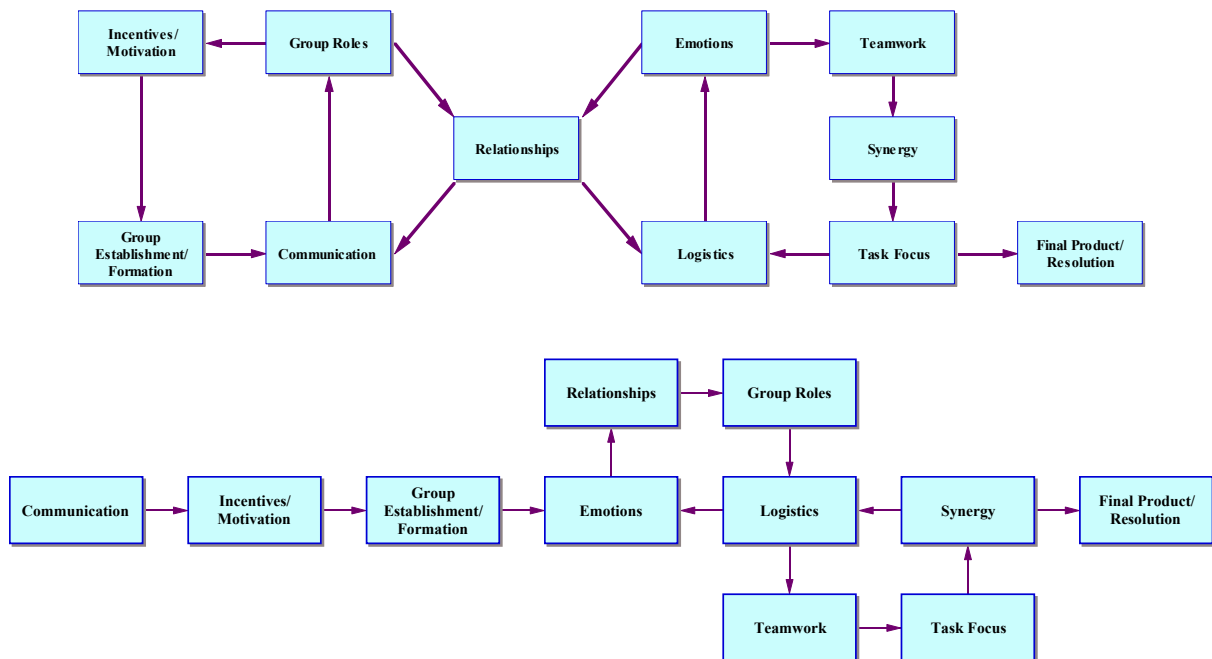 Incentives/
Motivation
Group Roles
Emotions
Teamwork
Relationships
Synergy
Group
Establishment/
Formation
Communication
Logistics
Task Focus
Final Product/
Resolution
Relationships
Group Roles
Communication
Incentives/
Motivation
Group
Establishment/
Formation
Emotions
Logistics
Synergy
Final Product/
Resolution
Teamwork
Task Focus